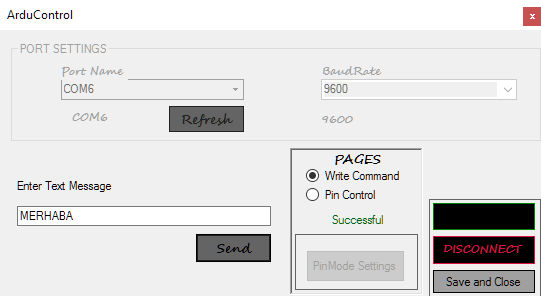 ArduControl
x
PORT SETTINGS
Port Name
BaudRate
COM6
9600
COM6
Refresh
9600
PAGES
Write Command
Pin Control
Enter Text Message
Successful
MERHABA
Send
DISCONNECT
PinMode Settings
Save and Close